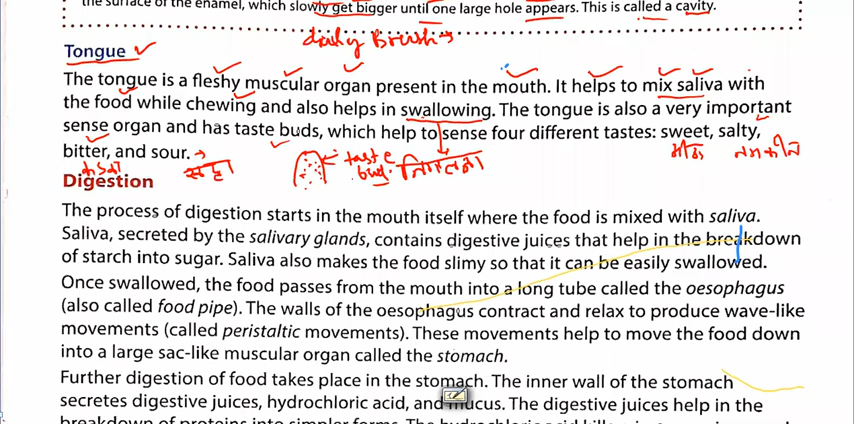 the surface of the enamel, which slowly get bigger until one large hole appears. This is called a cavity.
daily Brush
Tongue
The tongue is a fleshy muscular organ present in the mouth. It helps to mix saliva with
the food while chewing and also helps in swallowing. The tongue is also a very important
sense organ and has taste buds, which help to sense four different tastes: sweet, salty,
bitter, and sour.
taste
bud
निगलना
Digestion
The process of digestion starts in the mouth itself where the food is mixed with saliva.
Saliva, secreted by the salivary glands, contains digestive juices that help in the breakdown
of starch into sugar. Saliva also makes the food slimy so that it can be easily swallowed.
Once swallowed, the food passes from the mouth into a long tube called the oesophagus
(also called food pipe). The walls of the oesophagus contract and relax to produce wave-like
movements (called peristaltic movements). These movements help to move the food down
into a large sac-like muscular organ called the stomach.
Further digestion of food takes place in the stomach. The inner wall of the stomach
secretes digestive juices, hydrochloric acid, and mucus. The digestive juices help in the